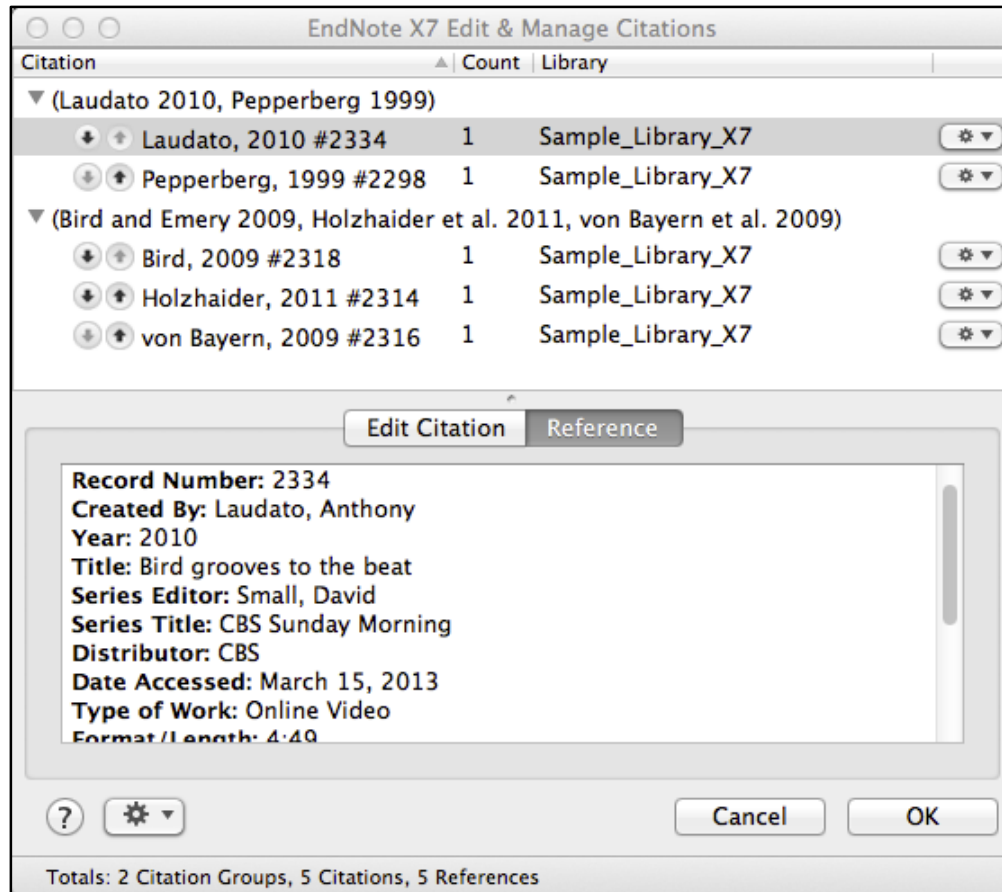 EndNote X7 Edit & Manage Citations
Citation Count Library
(Laudato 2010, Pepperberg 1999)
Laudato, 2010 #2334 1 Sample_Library_X7
Pepperberg, 1999 #2298 1 Sample_Library_X7
(Bird and Emery 2009, Holzhaider et al. 2011, von Bayern et al. 2009)
Bird, 2009 #2318 1 Sample_Library_X7
Holzhaider, 2011 #2314 1 Sample_Library_X7
von Bayern, 2009 #2316 1 Sample_Library_X7
Edit Citation Reference
Record Number: 2334
Created By: Laudato, Anthony
Year: 2010
Title: Bird grooves to the beat
Series Editor: Small, David
Series Title: CBS Sunday Morning
Distributor: CBS
Date Accessed: March 15, 2013
Type of Work: Online Video
Format/Length: 4:49
? Cancel OK
Totals: 2 Citation Groups, 5 Citations, 5 References